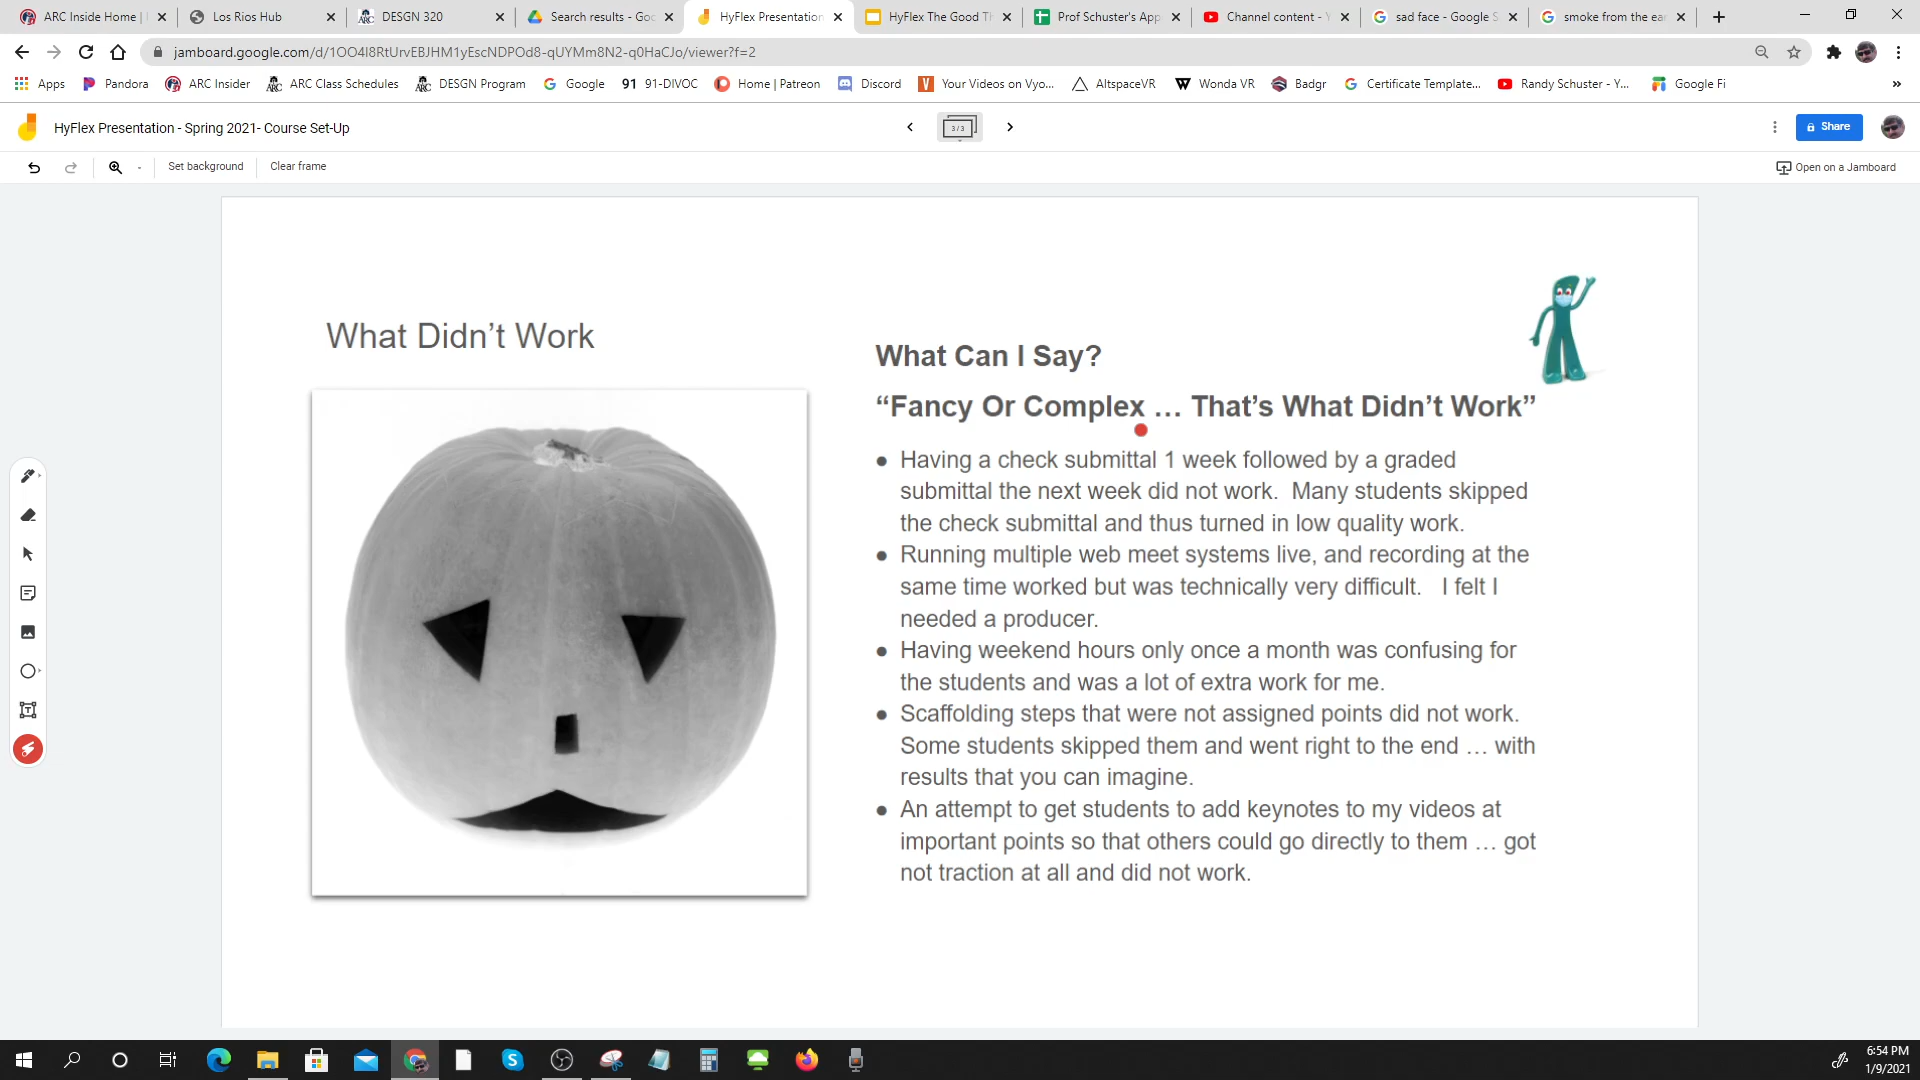 ARC Inside Home |
Los Rios Hub
DESGN 320
Search results - Goo
HyFlex Presentation
HyFlex The Good Th
Prof Schuster's App
Channel content - Y
sad face - Google S
smoke from the ear
jamboard.google.com/d/1OO4I8RtUrvEBJHM1yEscNDPOd8-qUYMm8N2-q0HaCJo/viewer?f=2
Apps
Pandora
ARC Insider
ARC Class Schedules
DESGN Program
Google
91 91-DIVOC
Home | Patreon
Discord
Your Videos on Vyo...
AltspaceVR
Wonda VR
Badgr
Certificate Template...
Randy Schuster - Y...
Google Fi
HyFlex Presentation - Spring 2021- Course Set-Up
3 / 3
Share
Set background
Clear frame
Open on a Jamboard
What Didn’t Work
What Can I Say?
“Fancy Or Complex … That’s What Didn’t Work”
● Having a check submittal 1 week followed by a graded
submittal the next week did not work. Many students skipped
the check submittal and thus turned in low quality work.
● Running multiple web meet systems live, and recording at the
same time worked but was technically very difficult. I felt I
needed a producer.
● Having weekend hours only once a month was confusing for
the students and was a lot of extra work for me.
● Scaffolding steps that were not assigned points did not work.
Some students skipped them and went right to the end … with
results that you can imagine.
● An attempt to get students to add keynotes to my videos at
important points so that others could go directly to them … got
not traction at all and did not work.
6:54 PM
1/9/2021